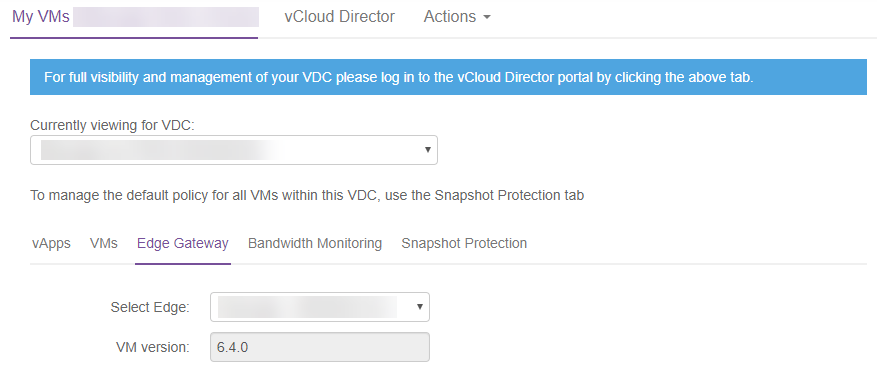 My VMs vCloud Director Actions
For full visibility and management of your VDC please log in to the vCloud Director portal by clicking the above tab.
Currently viewing for VDC:
To manage the default policy for all VMs within this VDC, use the Snapshot Protection tab
vApps VMs Edge Gateway Bandwidth Monitoring Snapshot Protection
Select Edge:
VM version: 6.4.0